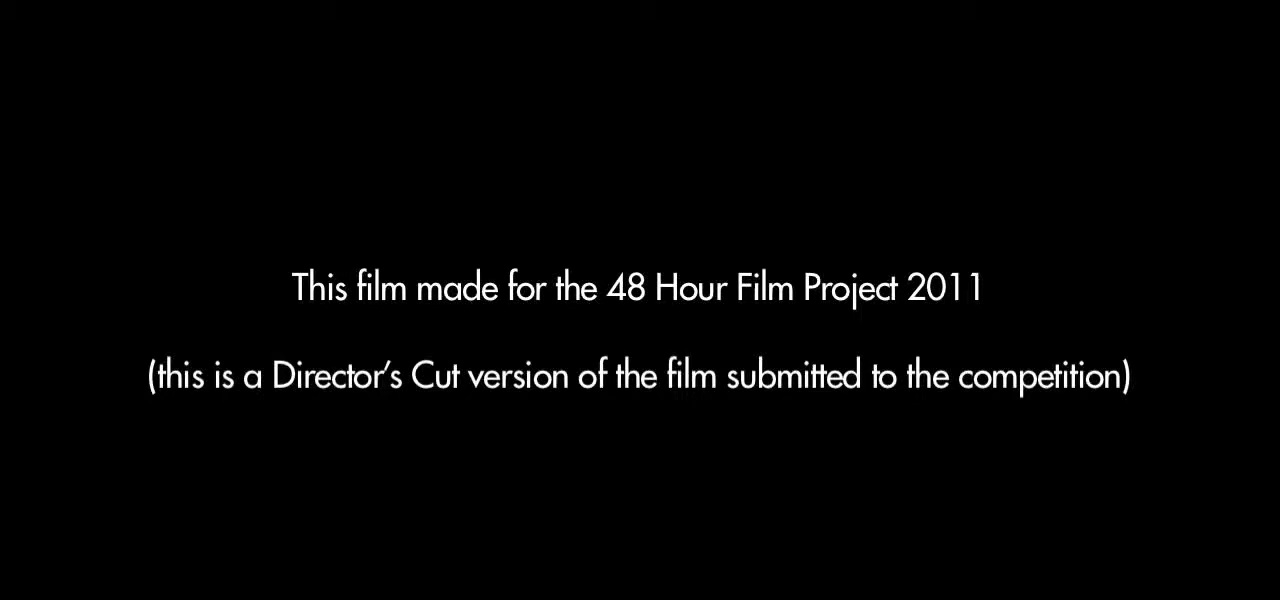 This film made for the 48 Hour Film Project 2011
(this is a Director's Cut version of the film submitted to the competition)